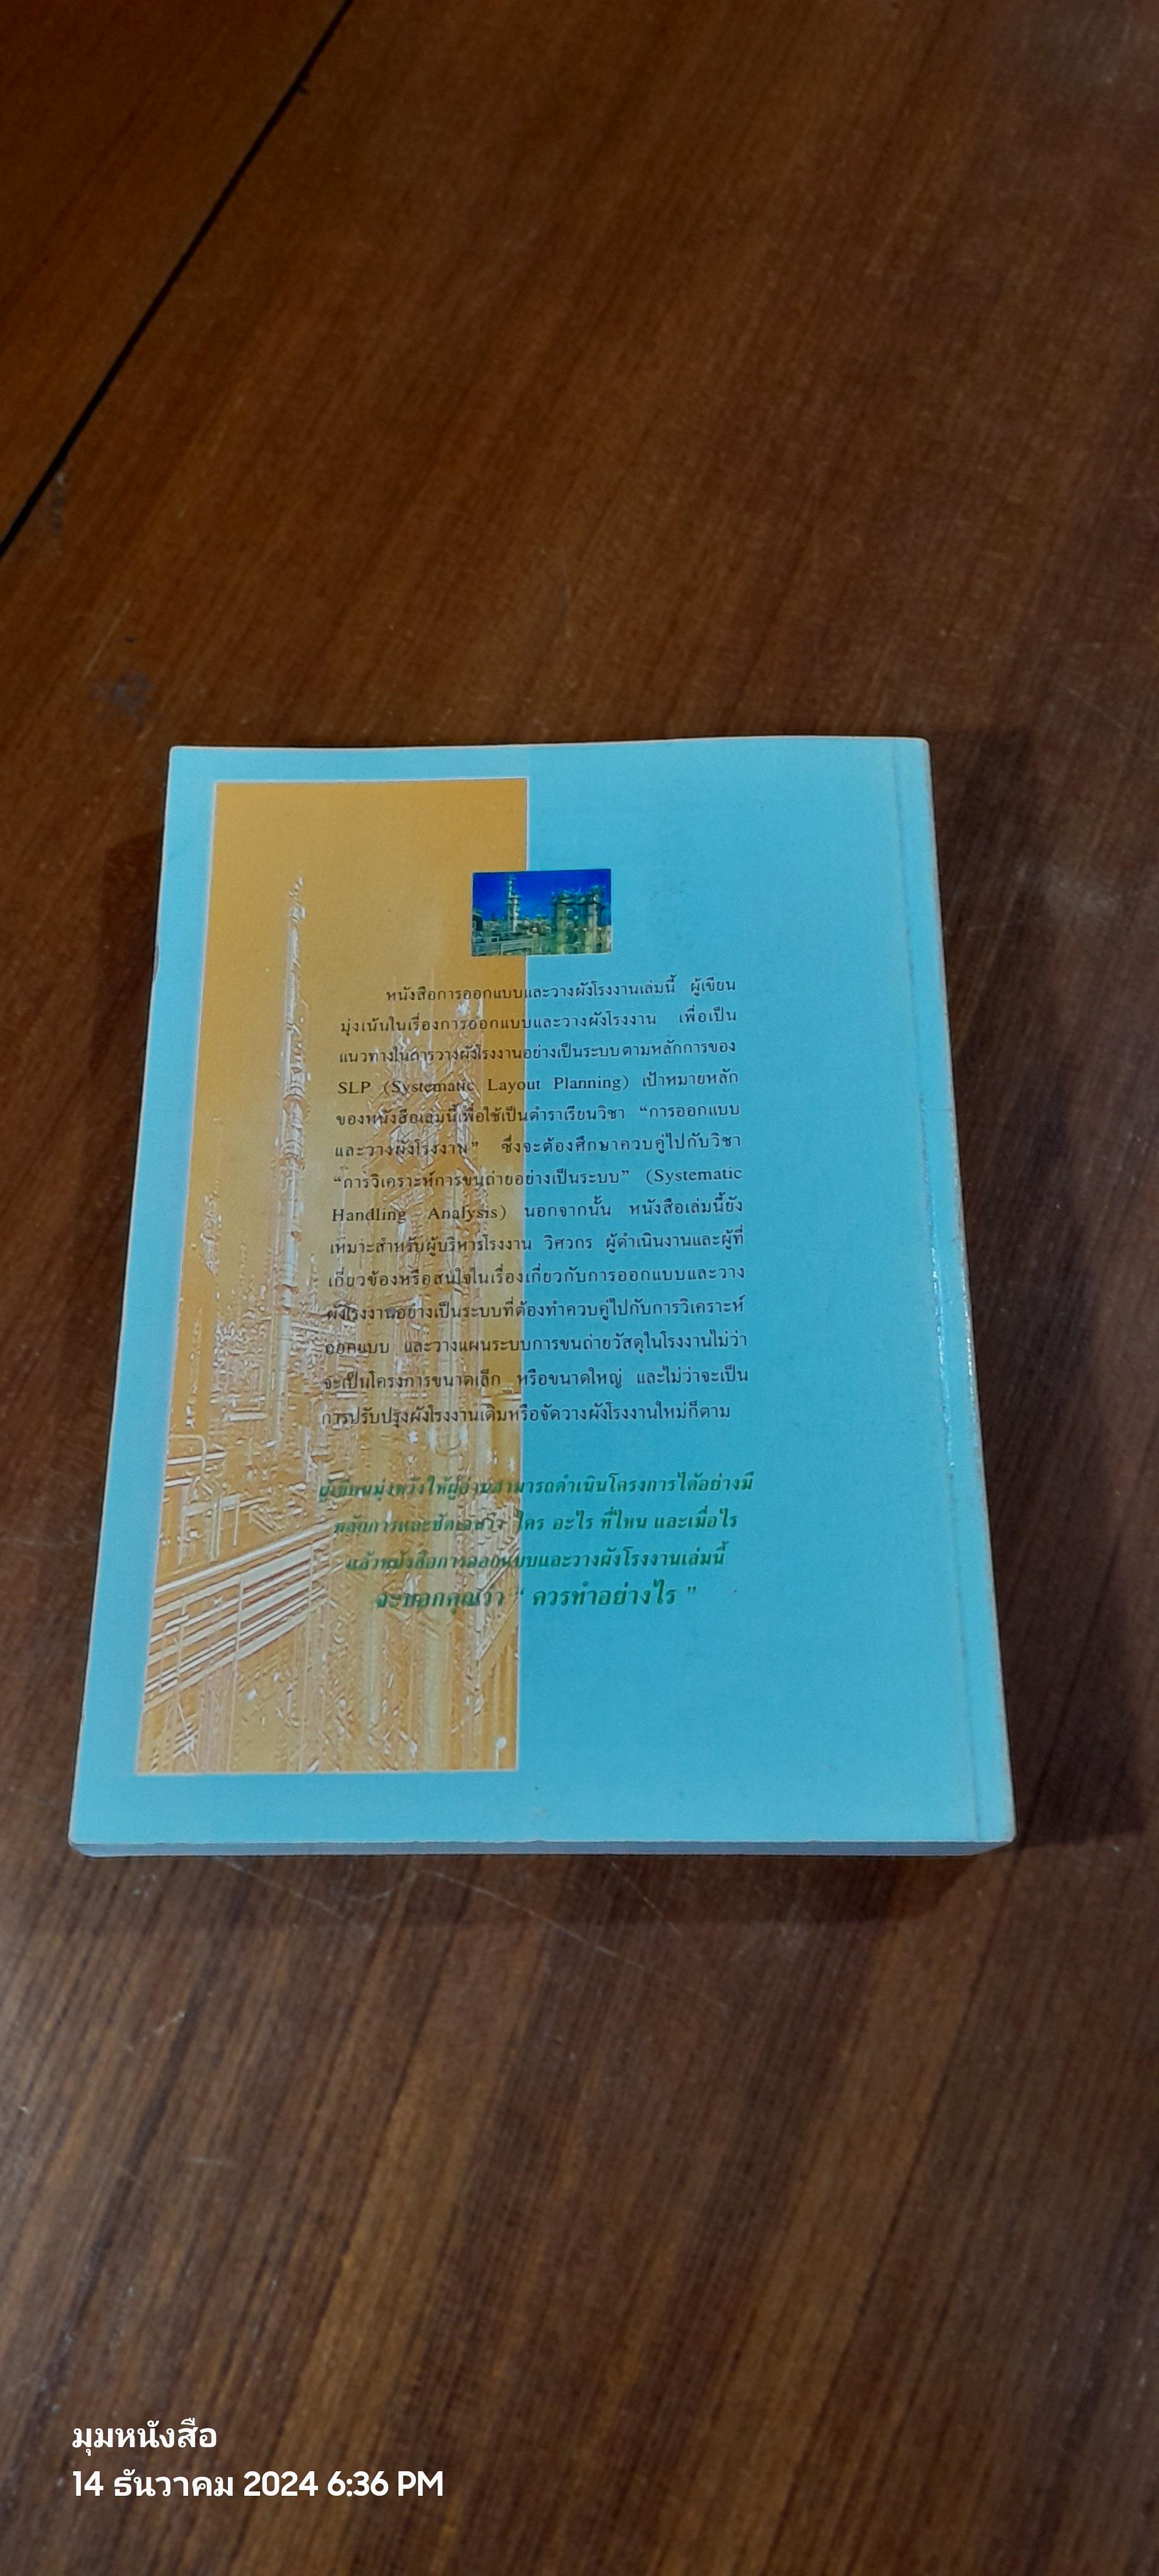 หนังสือการออกแบบและวางผังโรงงานเล่มนี้ ผู้เขียน
มุ่งเน้นในเรื่องการออกแบบและวางผังโรงงาน เพื่อเป็น
แนวทางในการวางผังโรงงานอย่างเป็นระบบตามหลักการของ
SLP (Systematic Layout Planning) เป้าหมายหลัก
ของหนังสือเล่มนี้เพื่อใช้เป็นตำราเรียนวิชา “การออกแบบ
และวางผังโรงงาน” ซึ่งจะต้องศึกษาควบคู่ไปกับวิชา
“การวิเคราะห์การขนถ่ายอย่างเป็นระบบ” (Systematic
Handling Analysis) นอกจากนั้น หนังสือเล่มนี้ยัง
เหมาะสำหรับผู้บริหารโรงงาน วิศวกร ผู้ดำเนินงานและผู้ที่
เกี่ยวข้องหรือสนใจในเรื่องเกี่ยวกับการออกแบบและวาง
ผังโรงงานอย่างเป็นระบบที่ต้องทำควบคู่ไปกับการวิเคราะห์
ออกแบบ และวางแผนระบบการขนถ่ายวัสดุในโรงงานไม่ว่า
จะเป็นโครงการขนาดเล็ก หรือขนาดใหญ่ และไม่ว่าจะเป็น
การปรับปรุงผังโรงงานเดิมหรือจัดวางผังโรงงานใหม่ก็ตาม
ผู้เขียนมุ่งหวังให้ผู้อ่านสามารถดำเนินโครงการได้อย่างมี
หลักการและชัดเจนว่า ใคร อะไร ที่ไหน และเมื่อไร
แล้วหนังสือการออกแบบและวางผังโรงงานเล่มนี้
จะบอกคุณว่า “ ควรทำอย่างไร ”
มุมหนังสือ
14 ธันวาคม 2024 6:36 PM